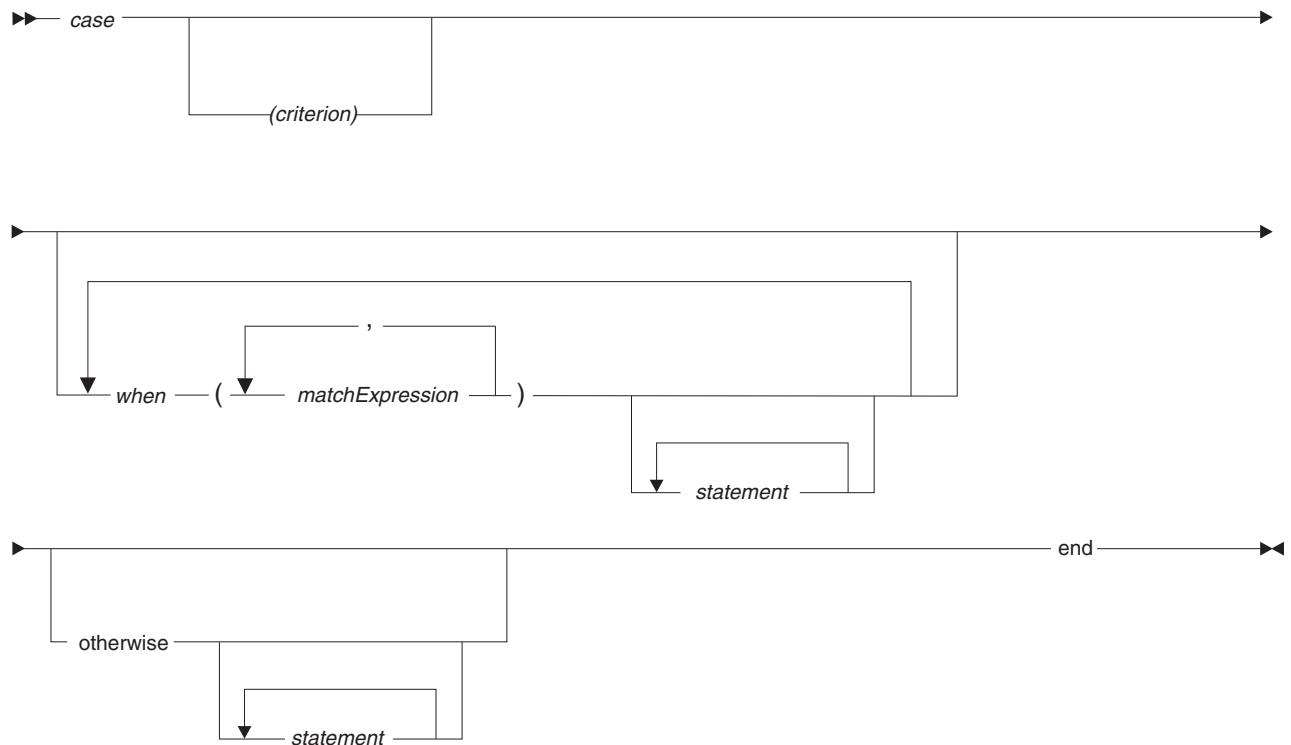 case
(criterion)
,
when ( matchExpression )
statement
end
otherwise
statement